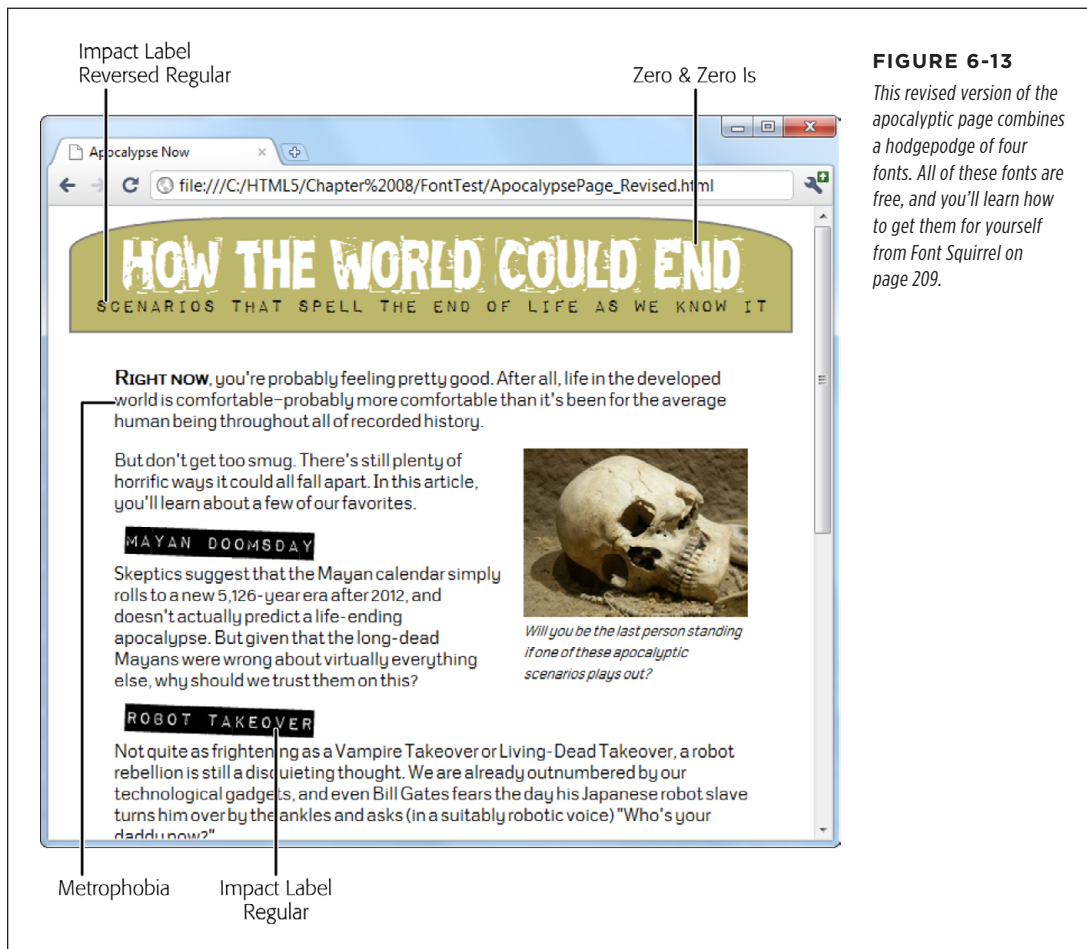 Impact Label
Reversed Regular
Zero & Zero Is
FIGURE 6-13
This revised version of the
apocalyptic page combines
a hodgepodge of four
fonts. All of these fonts are
free, and you'll learn how
to get them for yourself
from Font Squirrel on
page 209.
Apocalypse Now
file:///C:/HTML5/Chapter%2008/FontTest/ApocalypsePage_Revised.html
HOW THE WORLD COULD END
SCENARIOS THAT SPELL THE END OF LIFE AS WE KNOW IT
RIGHT NOW, you're probably feeling pretty good. After all, life in the developed
world is comfortable—probably more comfortable than it's been for the average
human being throughout all of recorded history.
But don't get too smug. There's still plenty of
horrific ways it could all fall apart. In this article,
you'll learn about a few of our favorites.
MAYAN DOOMSDAY
Skeptics suggest that the Mayan calendar simply
rolls to a new 5,126-year era after 2012, and
doesn't actually predict a life-ending
apocalypse. But given that the long-dead
Mayans were wrong about virtually everything
else, why should we trust them on this?
Will you be the last person standing
if one of these apocalyptic
scenarios plays out?
ROBOT TAKEOVER
Not quite as frightening as a Vampire Takeover or Living-Dead Takeover, a robot
rebellion is still a disquieting thought. We are already outnumbered by our
technological gadgets, and even Bill Gates fears the day his Japanese robot slave
turns him over by the ankles and asks (in a suitably robotic voice) "Who's your
daddy now?"
Metrophobia
Impact Label
Regular